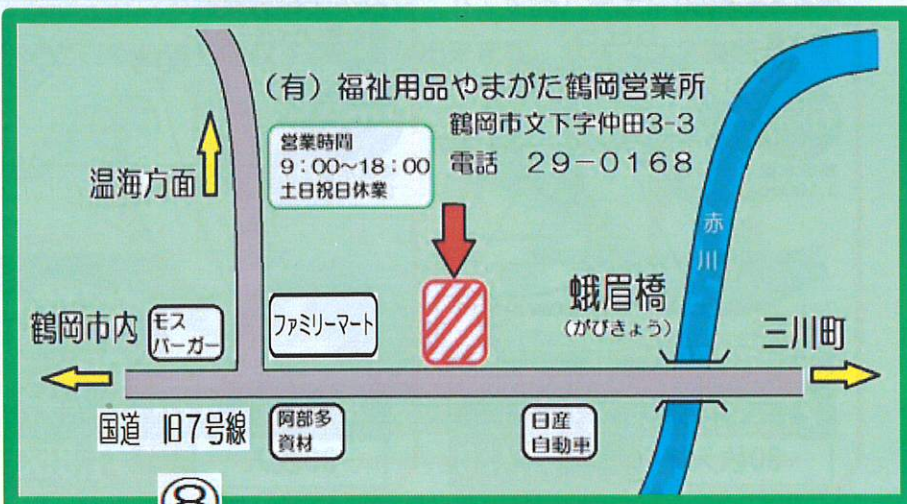 (有)福祉用品やまがた鶴岡営業所
鶴岡市文下字仲田3-3
電話 29-0168
営業時間
9:00~18:00
土日祝日休業
温海方面
赤川
鶴岡市内
モス
バーガー
ファミリーマート
蛾眉橋
(がびきょう)
三川町
国道 旧7号線
阿部多
資材
日産
自動車
⑧